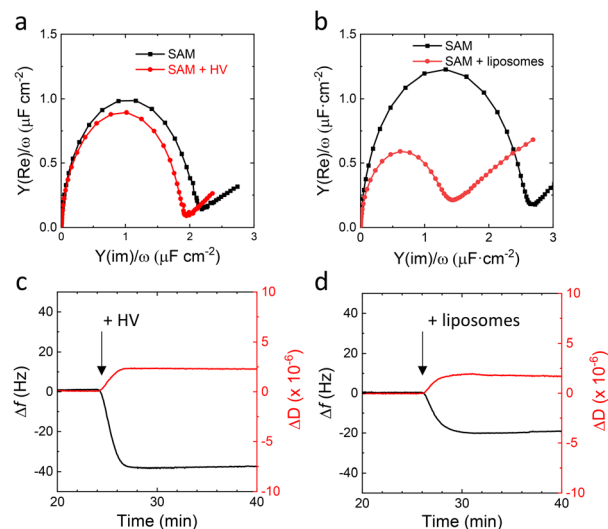 a
b
1.5
1.0
0.5
0.0
Y(Re)/ω (μF cm⁻²)
SAM
SAM + HV
0
1
2
3
Y(im)/ω (μF cm⁻²)
1.5
1.0
0.5
0.0
Y(Re)/ω (μF·cm⁻²)
SAM
SAM + liposomes
0
1
2
3
Y(im)/ω (μF·cm⁻²)
c
d
40
20
0
-20
-40
Δf (Hz)
+ HV
10
5
0
-5
-10
ΔD (x 10⁻⁶)
20
30
40
Time (min)
40
20
0
-20
-40
Δf (Hz)
+ liposomes
10
5
0
-5
-10
ΔD (x 10⁻⁶)
20
30
40
Time (min)